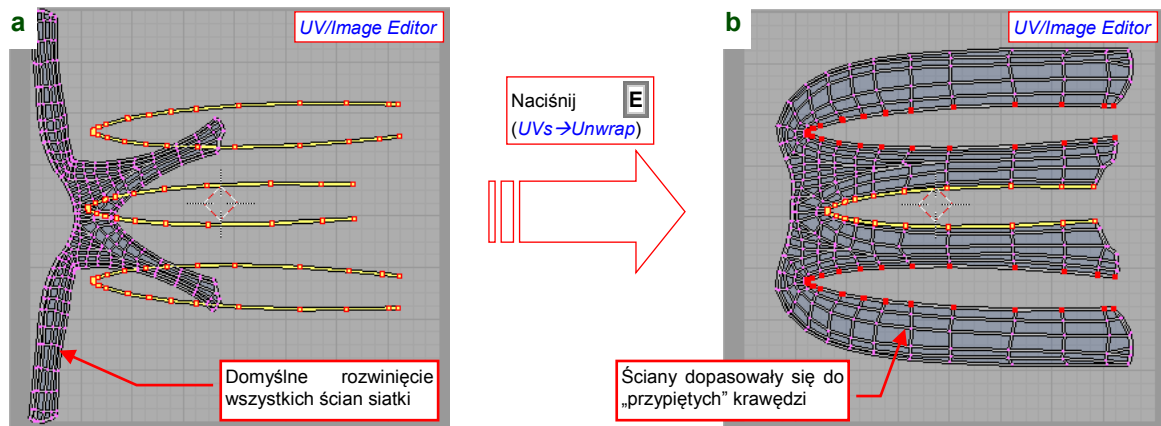 a
UV/Image Editor
Domyślne rozwinięcie
wszystkich ścian siatki
Naciśnij E
(UVs→Unwrap)
b
UV/Image Editor
Ściany dopasowały się do
„przypiętych” krawędzi